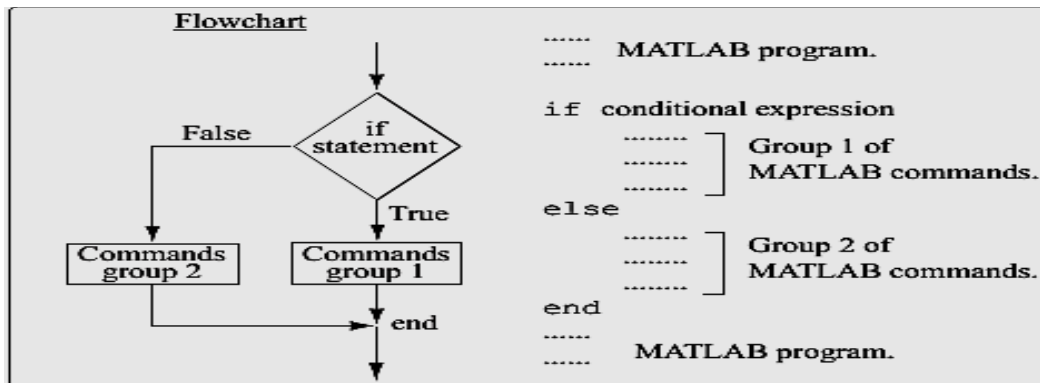 Flowchart
if
statement
False
True
Commands
group 2
Commands
group 1
end
........
........ MATLAB program.
if conditional expression
........
........ Group 1 of
........ MATLAB commands.
else
........
........ Group 2 of
........ MATLAB commands.
end
........
........ MATLAB program.